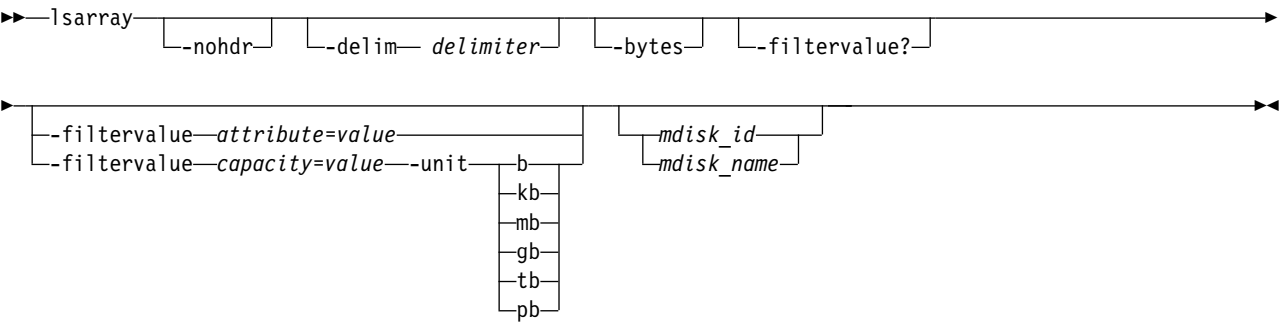 lsarray
-nohdr -delim delimiter -bytes -filtervalue?
-filtervalue attribute=value mdisk_id
-filtervalue capacity=value -unit b mdisk_name
kb
mb
gb
tb
pb